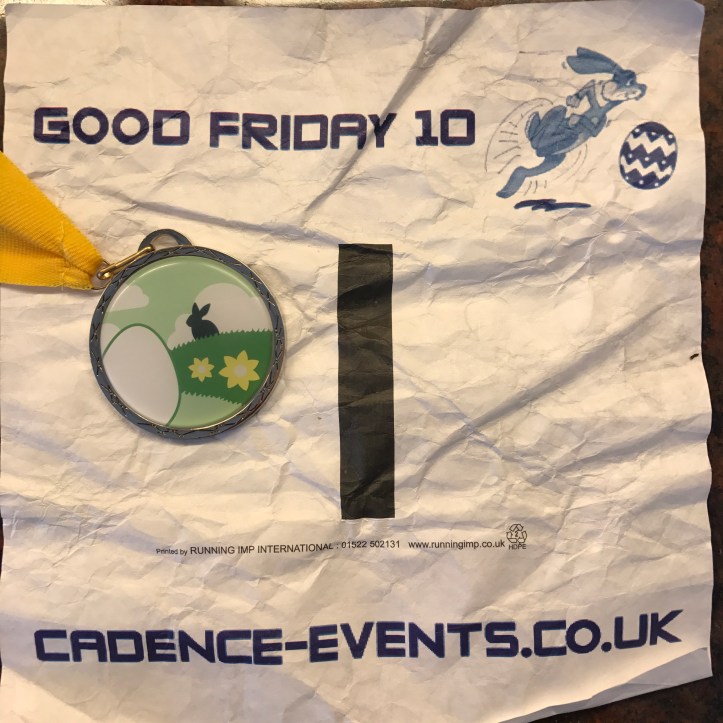 GOOD FRIDAY 10
1
Printed by RUNNING IMP INTERNATIONAL : 01522 502131 www.runningimp.co.uk
HDPE
CADENCE-EVENTS.CO.UK